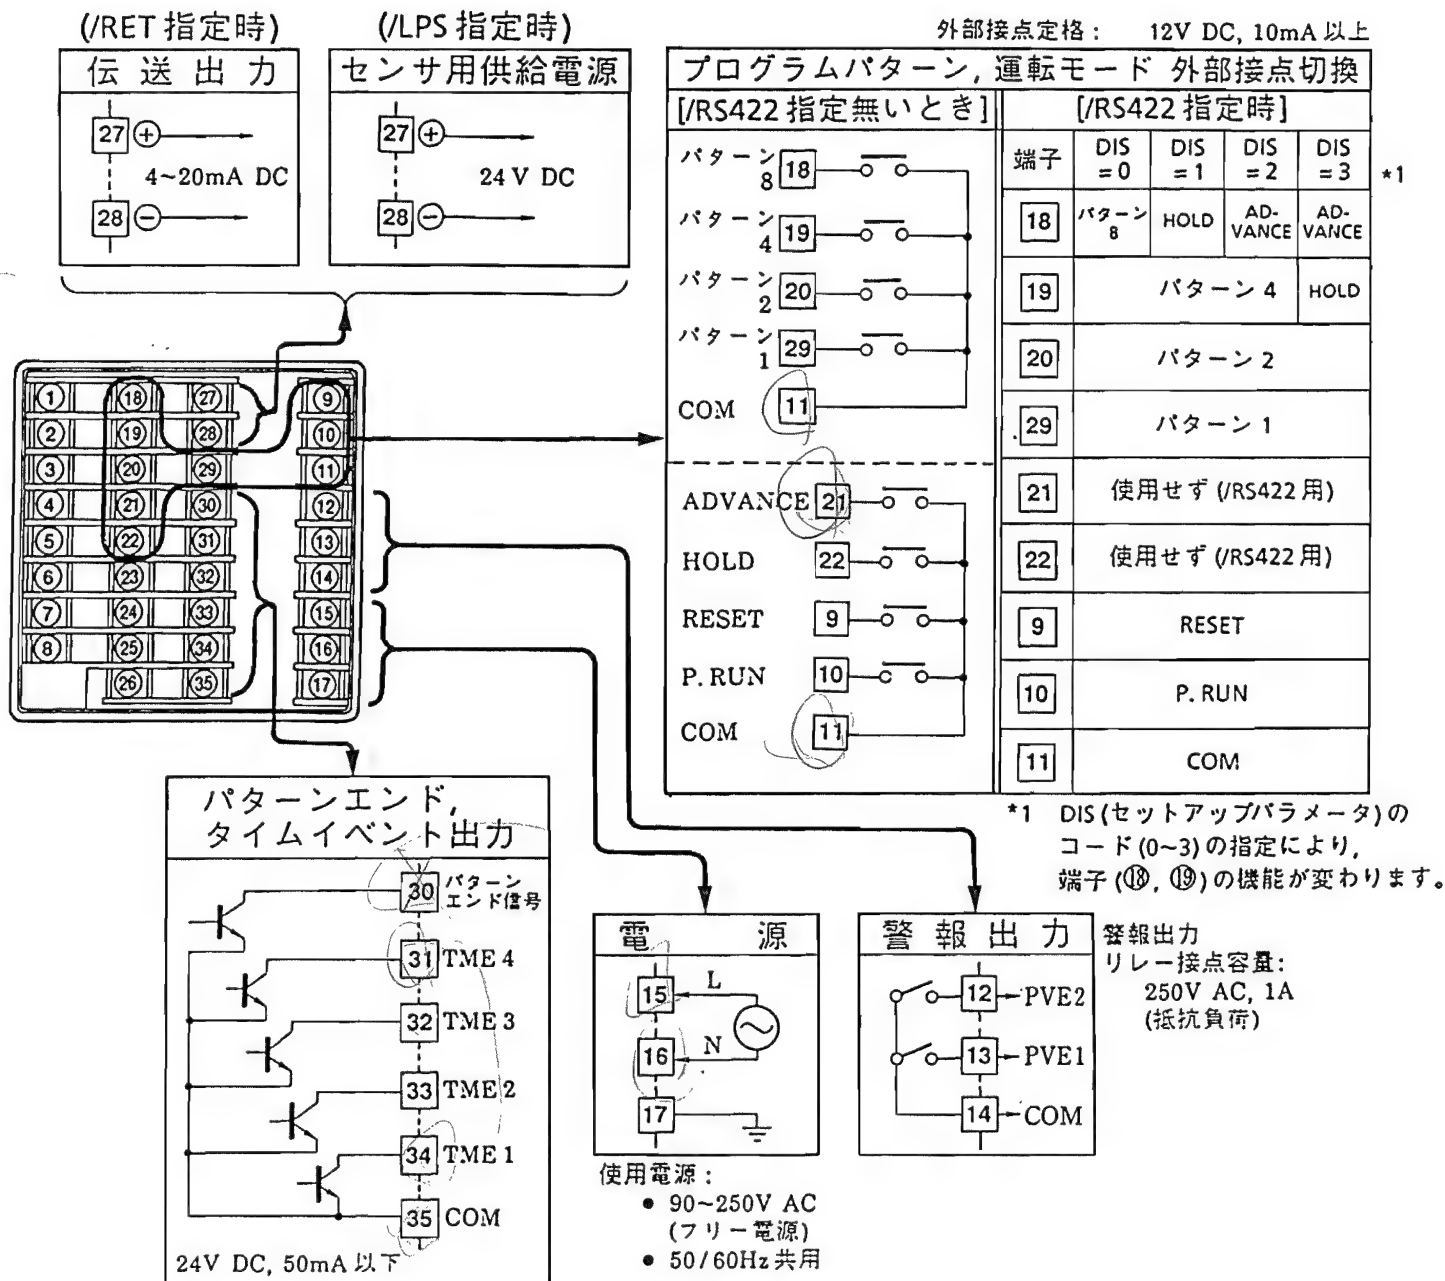 (/RET 指定時)
伝送出力
27 +
4~20mA DC
28 −
(/LPS 指定時)
センサ用供給電源
27 +
24 V DC
28 −
外部接点定格： 12V DC, 10mA 以上
プログラムパターン, 運転モード 外部接点切換
[/RS422 指定無いとき]
パターン
8 18
パターン
4 19
パターン
2 20
パターン
1 29
COM 11
ADVANCE 21
HOLD 22
RESET 9
P. RUN 10
COM 11
[/RS422 指定時]
端子 DIS =0 DIS =1 DIS =2 DIS =3 *1
18 パターン 8 HOLD AD-VANCE AD-VANCE
19 パターン 4 HOLD
20 パターン 2
29 パターン 1
21 使用せず (/RS422 用)
22 使用せず (/RS422 用)
9 RESET
10 P. RUN
11 COM
*1 DIS (セットアップパラメータ) の
コード (0~3) の指定により,
端子 (⑱, ⑲) の機能が変わります。
1 18 27 9
2 19 28 10
3 20 29 11
4 21 30 12
5 22 31 13
6 23 32 14
7 24 33 15
8 25 34 16
26 35 17
パターンエンド,
タイムイベント出力
30 パターン
エンド信号
31 TME 4
32 TME 3
33 TME 2
34 TME 1
35 COM
24V DC, 50mA 以下
電源
15 L
16 N
17
使用電源：
● 90~250V AC
(フリー電源)
● 50/60Hz 共用
警報出力
12 PVE2
13 PVE1
14 COM
警報出力
リレー接点容量:
250V AC, 1A
(抵抗負荷)